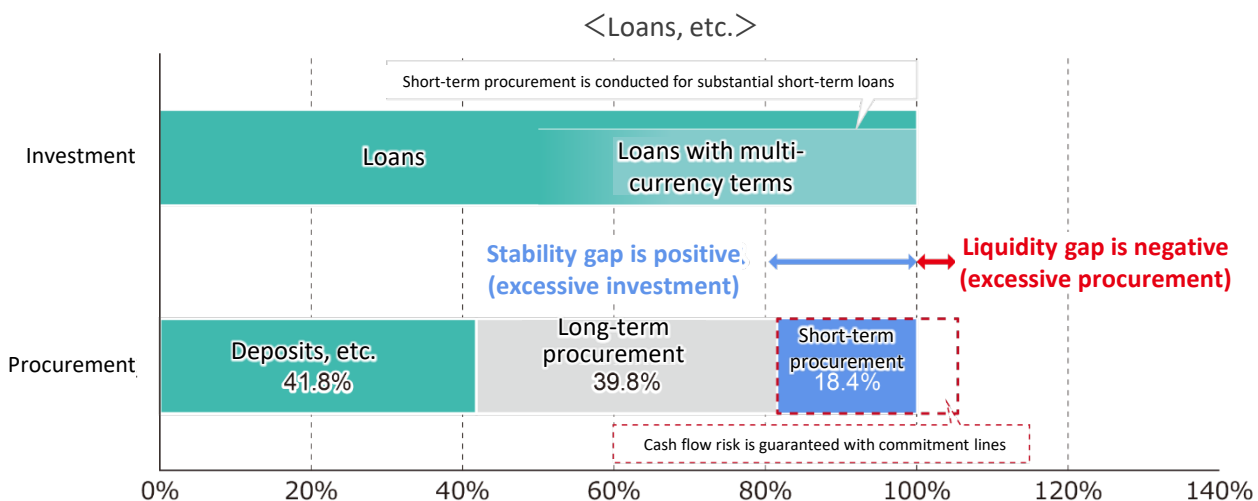 ＜Loans, etc.＞
Short-term procurement is conducted for substantial short-term loans
Investment
Loans
Loans with multi-
currency terms
Stability gap is positive
(excessive investment)
Liquidity gap is negative
(excessive procurement)
Procurement
Deposits, etc.
41.8%
Long-term
procurement
39.8%
Short-term
procurement
18.4%
Cash flow risk is guaranteed with commitment lines
0% 20% 40% 60% 80% 100% 120% 140%